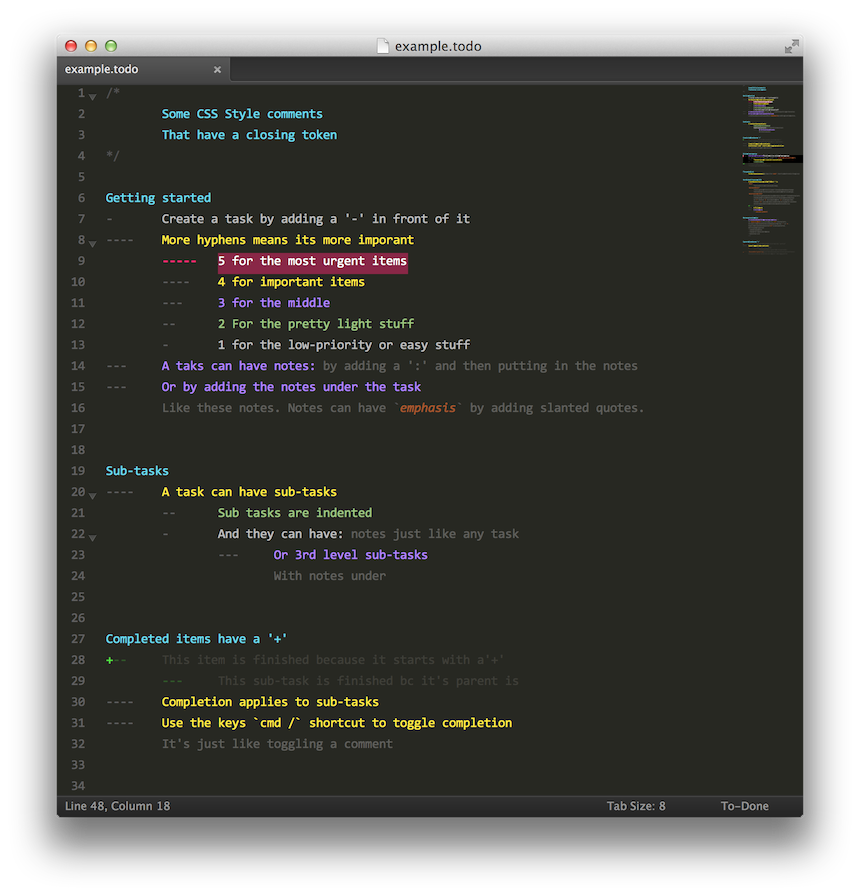 example.todo
example.todo ×
1 /*
2 Some CSS Style comments
3 That have a closing token
4 */
5
6 Getting started
7 - Create a task by adding a '-' in front of it
8 ---- More hyphens means its more imporant
9 ----- 5 for the most urgent items
10 ---- 4 for important items
11 --- 3 for the middle
12 -- 2 For the pretty light stuff
13 - 1 for the low-priority or easy stuff
14 --- A taks can have notes: by adding a ':' and then putting in the notes
15 --- Or by adding the notes under the task
16 Like these notes. Notes can have `emphasis` by adding slanted quotes.
17
18
19 Sub-tasks
20 ---- A task can have sub-tasks
21 -- Sub tasks are indented
22 - And they can have: notes just like any task
23 --- Or 3rd level sub-tasks
24 With notes under
25
26
27 Completed items have a '+'
28 +-- This item is finished because it starts with a'+'
29 --- This sub-task is finished bc it's parent is
30 ---- Completion applies to sub-tasks
31 ---- Use the keys `cmd /` shortcut to toggle completion
32 It's just like toggling a comment
33
34
Line 48, Column 18 Tab Size: 8 To-Done